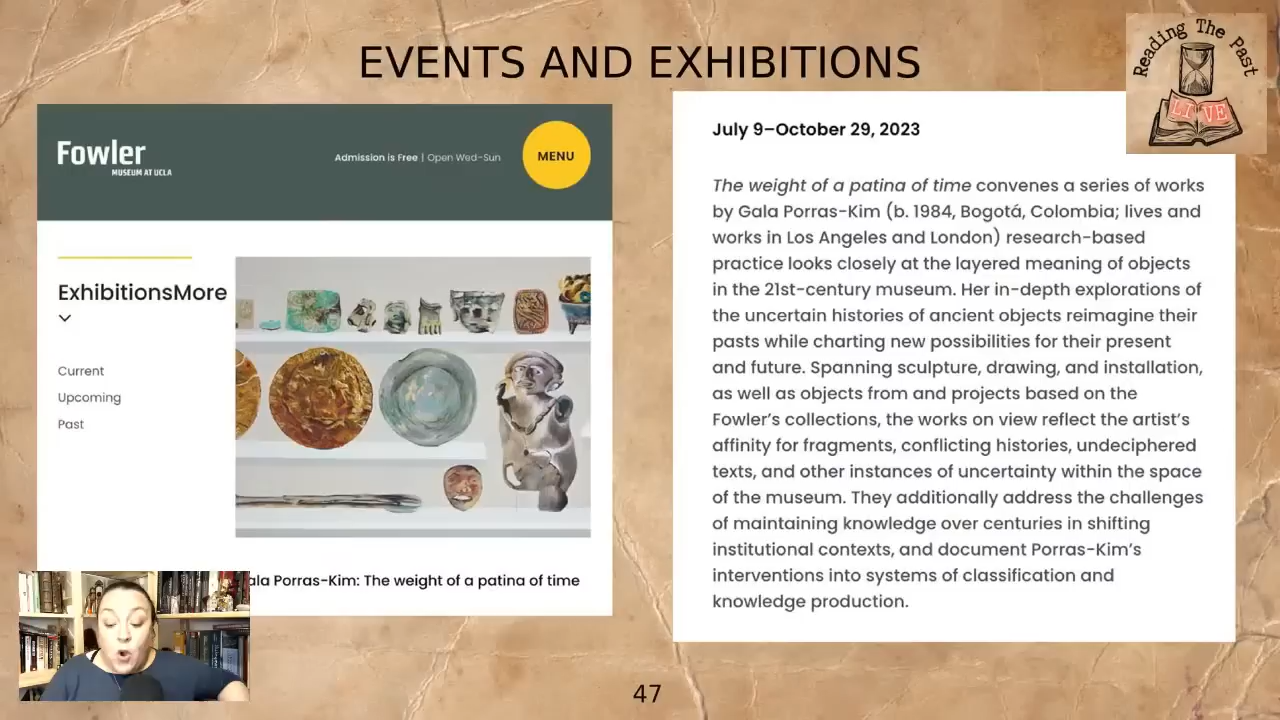 EVENTS AND EXHIBITIONS
Reading The Past
LIVE
Fowler
MUSEUM AT UCLA
Admission is Free | Open Wed-Sun
MENU
ExhibitionsMore
Current
Upcoming
Past
ala Porras-Kim: The weight of a patina of time
July 9–October 29, 2023
The weight of a patina of time convenes a series of works
by Gala Porras-Kim (b. 1984, Bogotá, Colombia; lives and
works in Los Angeles and London) research-based
practice looks closely at the layered meaning of objects
in the 21st-century museum. Her in-depth explorations of
the uncertain histories of ancient objects reimagine their
pasts while charting new possibilities for their present
and future. Spanning sculpture, drawing, and installation,
as well as objects from and projects based on the
Fowler’s collections, the works on view reflect the artist’s
affinity for fragments, conflicting histories, undeciphered
texts, and other instances of uncertainty within the space
of the museum. They additionally address the challenges
of maintaining knowledge over centuries in shifting
institutional contexts, and document Porras-Kim’s
interventions into systems of classification and
knowledge production.
47